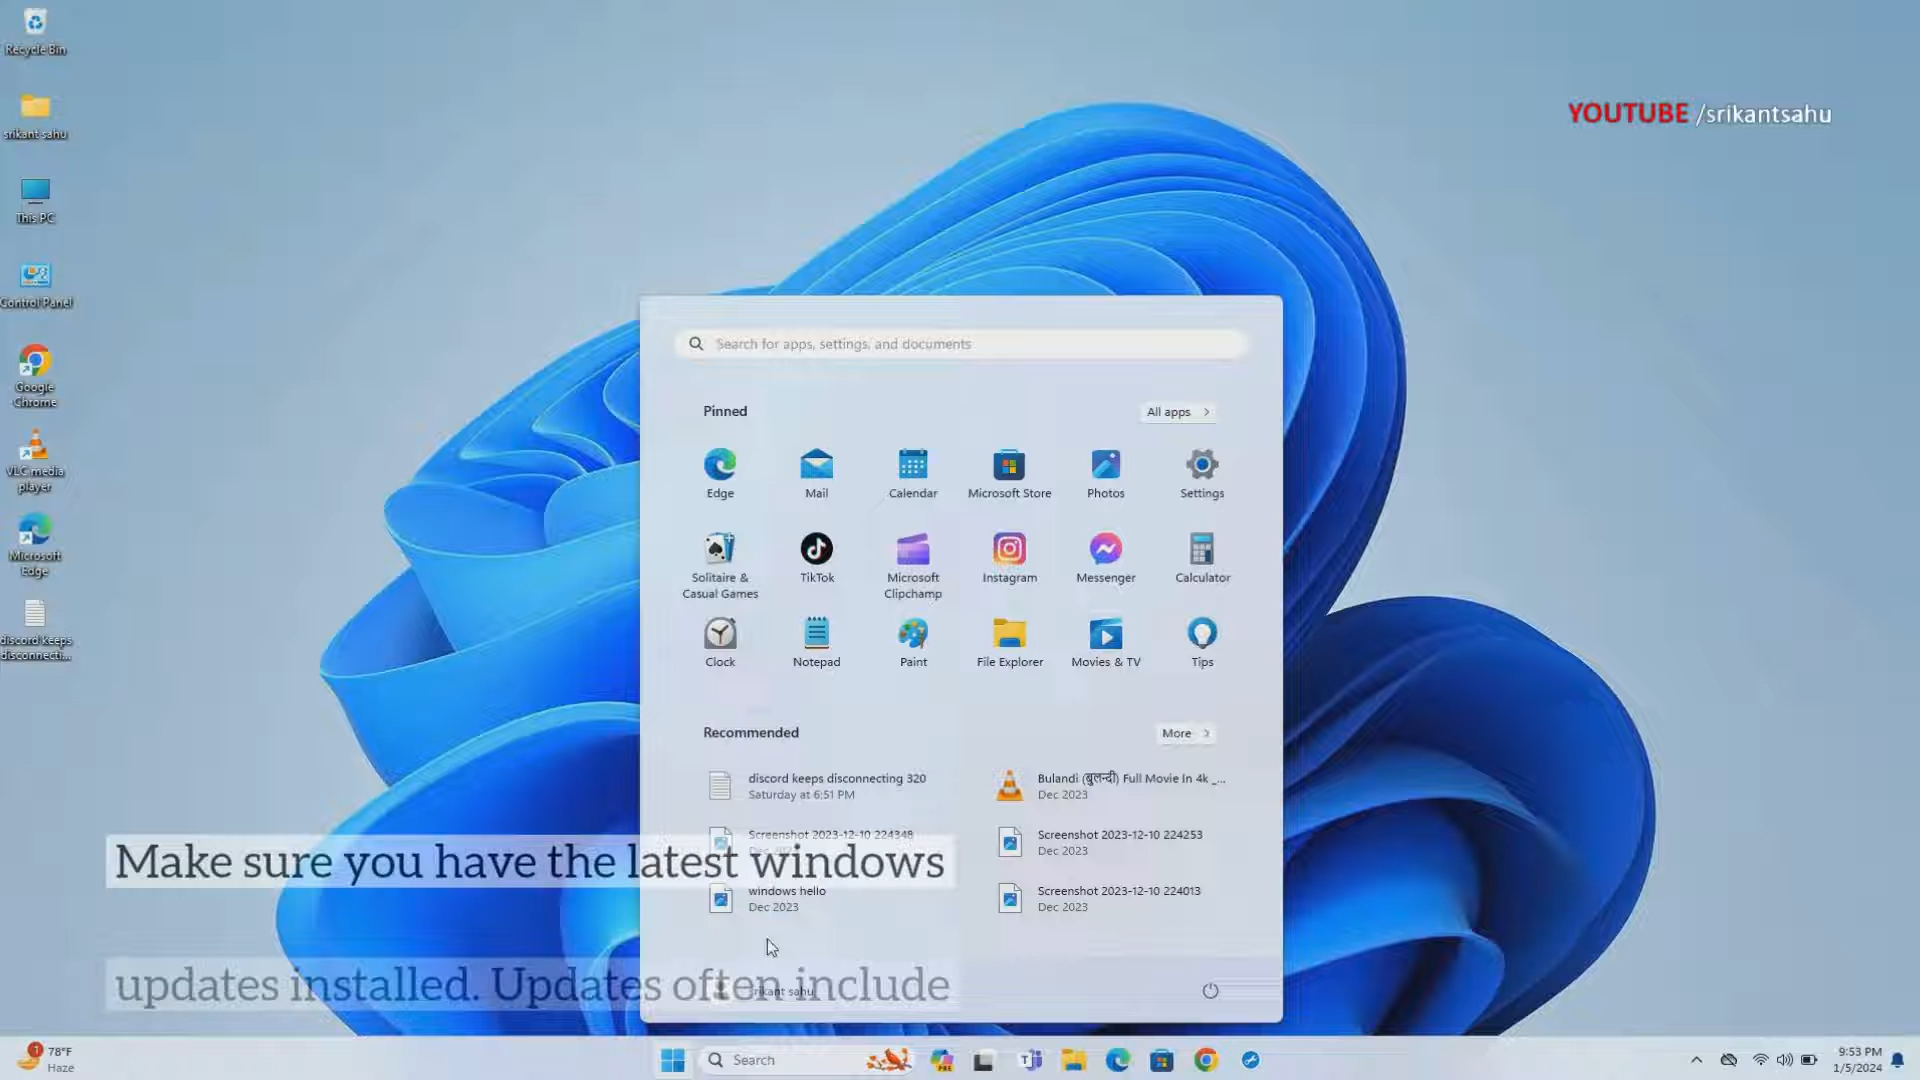 Recycle Bin
srikant sahu
This PC
Control Panel
Google
Chrome
VLC media
player
Microsoft
Edge
discord keeps
disconnecti...
YOUTUBE /srikantsahu
Search for apps, settings, and documents
Pinned
All apps
Edge
Mail
Calendar
Microsoft Store
Photos
Settings
Solitaire &
Casual Games
TikTok
Microsoft
Clipchamp
Instagram
Messenger
Calculator
Clock
Notepad
Paint
File Explorer
Movies & TV
Tips
Recommended
More
discord keeps disconnecting 320
Saturday at 6:51 PM
Bulandi (बुलन्दी) Full Movie In 4k _...
Dec 2023
Screenshot 2023-12-10 224348
Dec 2023
Screenshot 2023-12-10 224253
Dec 2023
windows hello
Dec 2023
Screenshot 2023-12-10 224013
Dec 2023
Make sure you have the latest windows
updates installed. Updates often include
srikant sahu
1
78°F
Haze
Search
PRE
9:53 PM
1/5/2024